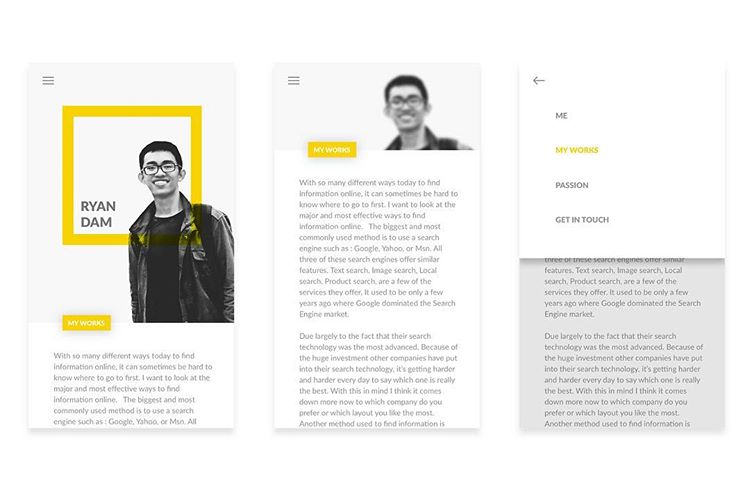 RYAN
DAM
MY WORKS
With so many different ways today to find
information online, it can sometimes be hard to
know where to go to first. I want to look at the
major and most effective ways to find
information online.   The biggest and most
commonly used method is to use a search
engine such as : Google, Yahoo, or Msn. All
MY WORKS
With so many different ways today to find
information online, it can sometimes be hard to
know where to go to first. I want to look at the
major and most effective ways to find
information online.   The biggest and most
commonly used method is to use a search
engine such as : Google, Yahoo, or Msn. All
three of these search engines offer similar
features. Text search, Image search, Local
search, Product search, are a few of the
services they offer. It used to be only a few
years ago where Google dominated the Search
Engine market.
Due largely to the fact that their search
technology was the most advanced. Because of
the huge investment other companies have put
into their search technology, it's getting harder
and harder every day to say which one is really
the best. With this in mind I think it comes
down more now to which company do you
prefer or which layout you like the most.
Another method used to find information is
ME
MY WORKS
PASSION
GET IN TOUCH
three of these search engines offer similar
features. Text search, Image search, Local
search, Product search, are a few of the
services they offer. It used to be only a few
years ago where Google dominated the Search
Engine market.
Due largely to the fact that their search
technology was the most advanced. Because of
the huge investment other companies have put
into their search technology, it's getting harder
and harder every day to say which one is really
the best. With this in mind I think it comes
down more now to which company do you
prefer or which layout you like the most.
Another method used to find information is